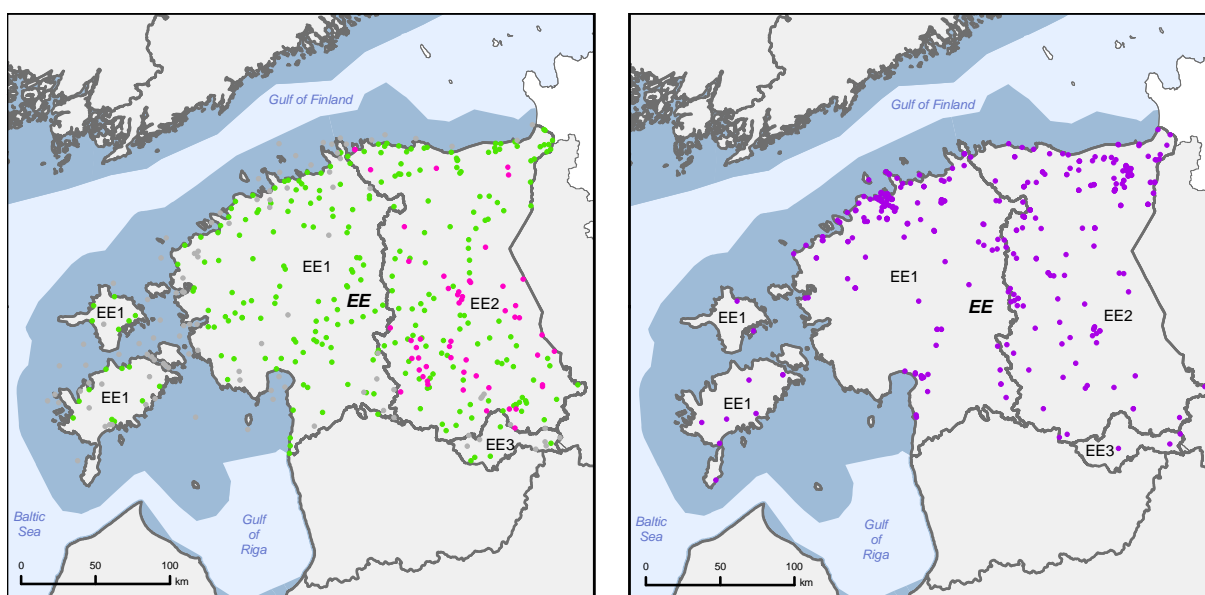 Gulf of Finland
EE1
EE
EE1
EE2
EE1
EE3
Baltic
Sea
Gulf
of
Riga
0 50 100
km
Gulf of Finland
EE1
EE
EE1
EE2
EE1
EE3
Baltic
Sea
Gulf
of
Riga
0 50 100
km